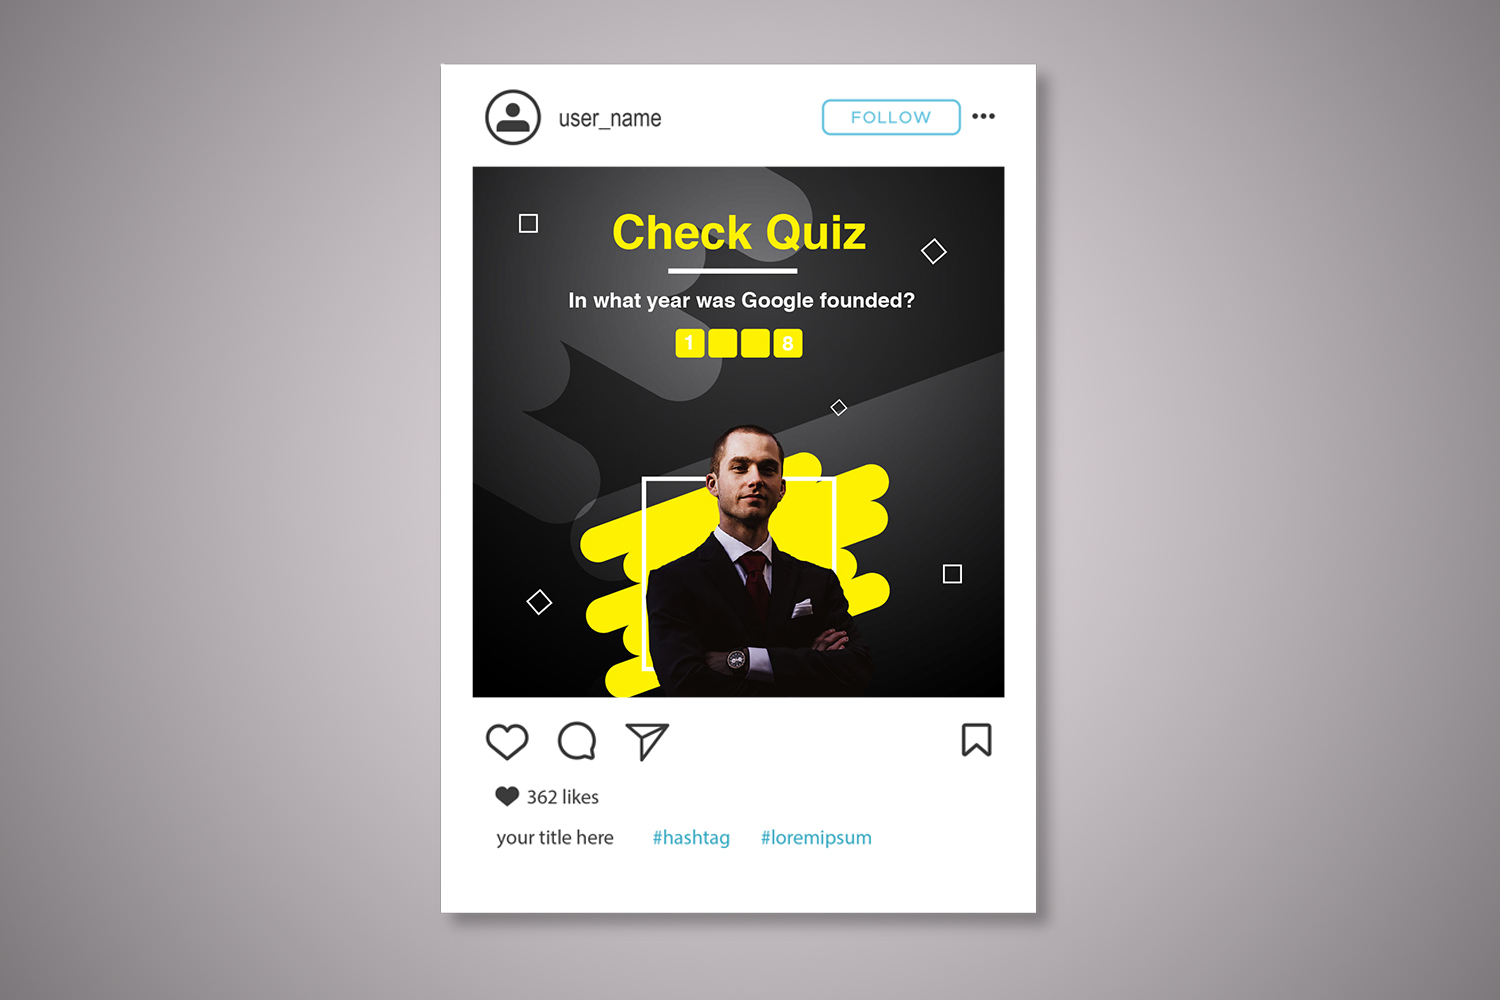 user_name
FOLLOW
Check Quiz
In what year was Google founded?
1 8
362 likes
your title here #hashtag #loremipsum